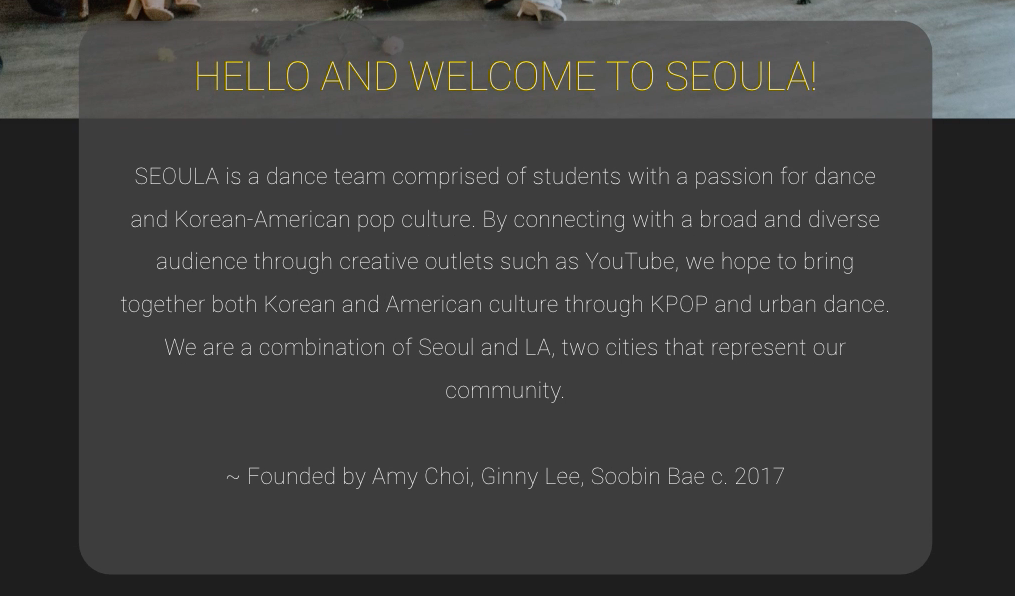 HELLO AND WELCOME TO SEOULA!
SEOULA is a dance team comprised of students with a passion for dance
and Korean-American pop culture. By connecting with a broad and diverse
audience through creative outlets such as YouTube, we hope to bring
together both Korean and American culture through KPOP and urban dance.
We are a combination of Seoul and LA, two cities that represent our
community.
~ Founded by Amy Choi, Ginny Lee, Soobin Bae c. 2017